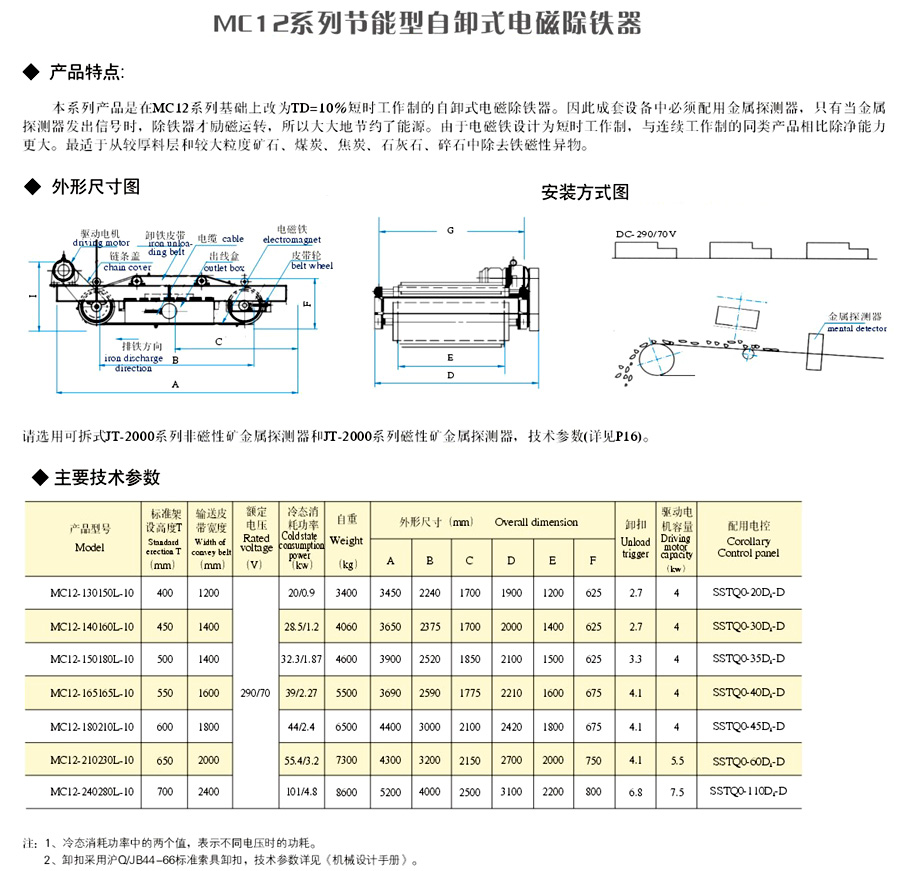 MC12系列节能型自卸式电磁除铁器
◆ 产品特点:
本系列产品是在MC12系列基础上改为TD=10%短时工作制的自卸式电磁除铁器。因此成套设备中必须配用金属探测器，只有当金属
探测器发出信号时，除铁器才励磁运转，所以大大地节约了能源。由于电磁铁设计为短时工作制，与连续工作制的同类产品相比除净能力
更大。最适于从较厚料层和较大粒度矿石、煤炭、焦炭、石灰石、碎石中除去铁磁性异物。
◆ 外形尺寸图
安装方式图
驱动电机
driving motor
卸铁皮带
iron unloa-
ding belt
电缆 cable
电磁铁
electromagnet
链条盖
chain cover
出线盒
outlet box
皮带轮
belt wheel
I
F
C
排铁方向
iron discharge
direction
B
A
G
E
D
DC-290/70V
金属探测器
mental detector
请选用可拆式JT-2000系列非磁性矿金属探测器和JT-2000系列磁性矿金属探测器，技术参数(详见P16)。
◆ 主要技术参数
产品型号 Model 标准架设高度T Standard erection T (mm) 输送皮带宽度 Width of convey belt (mm) 额定电压 Rated voltage (V) 冷态消耗功率 Cold state consumption power (kw) 自重 Weight (kg) 外形尺寸 (mm) Overall dimension 卸扣 Unload trigger 驱动电机容量 Driving motor capacity (kw) 配用电控 Corollary Control panel
A B C D E F
MC12-130150L-10 400 1200 20/0.9 3400 3450 2240 1700 1900 1200 625 2.7 4 SSTQ0-20D₄-D
MC12-140160L-10 450 1400 28.5/1.2 4060 3650 2375 1700 2000 1400 625 2.7 4 SSTQ0-30D₄-D
MC12-150180L-10 500 1400 32.3/1.87 4600 3900 2520 1850 2100 1500 625 3.3 4 SSTQ0-35D₄-D
MC12-165165L-10 550 1600 290/70 39/2.27 5500 3690 2590 1775 2210 1600 675 4.1 4 SSTQ0-40D₄-D
MC12-180210L-10 600 1800 44/2.4 6500 4400 3000 2100 2420 1800 675 4.1 4 SSTQ0-45D₄-D
MC12-210230L-10 650 2000 55.4/3.2 7300 4300 3200 2150 2700 2000 750 4.1 5.5 SSTQ0-60D₄-D
MC12-240280L-10 700 2400 101/4.8 8600 5200 4000 2500 3100 2200 800 6.8 7.5 SSTQ0-110D₄-D
注：1、冷态消耗功率中的两个值，表示不同电压时的功耗。
2、卸扣采用沪Q/JB44-66标准索具卸扣，技术参数详见《机械设计手册》。